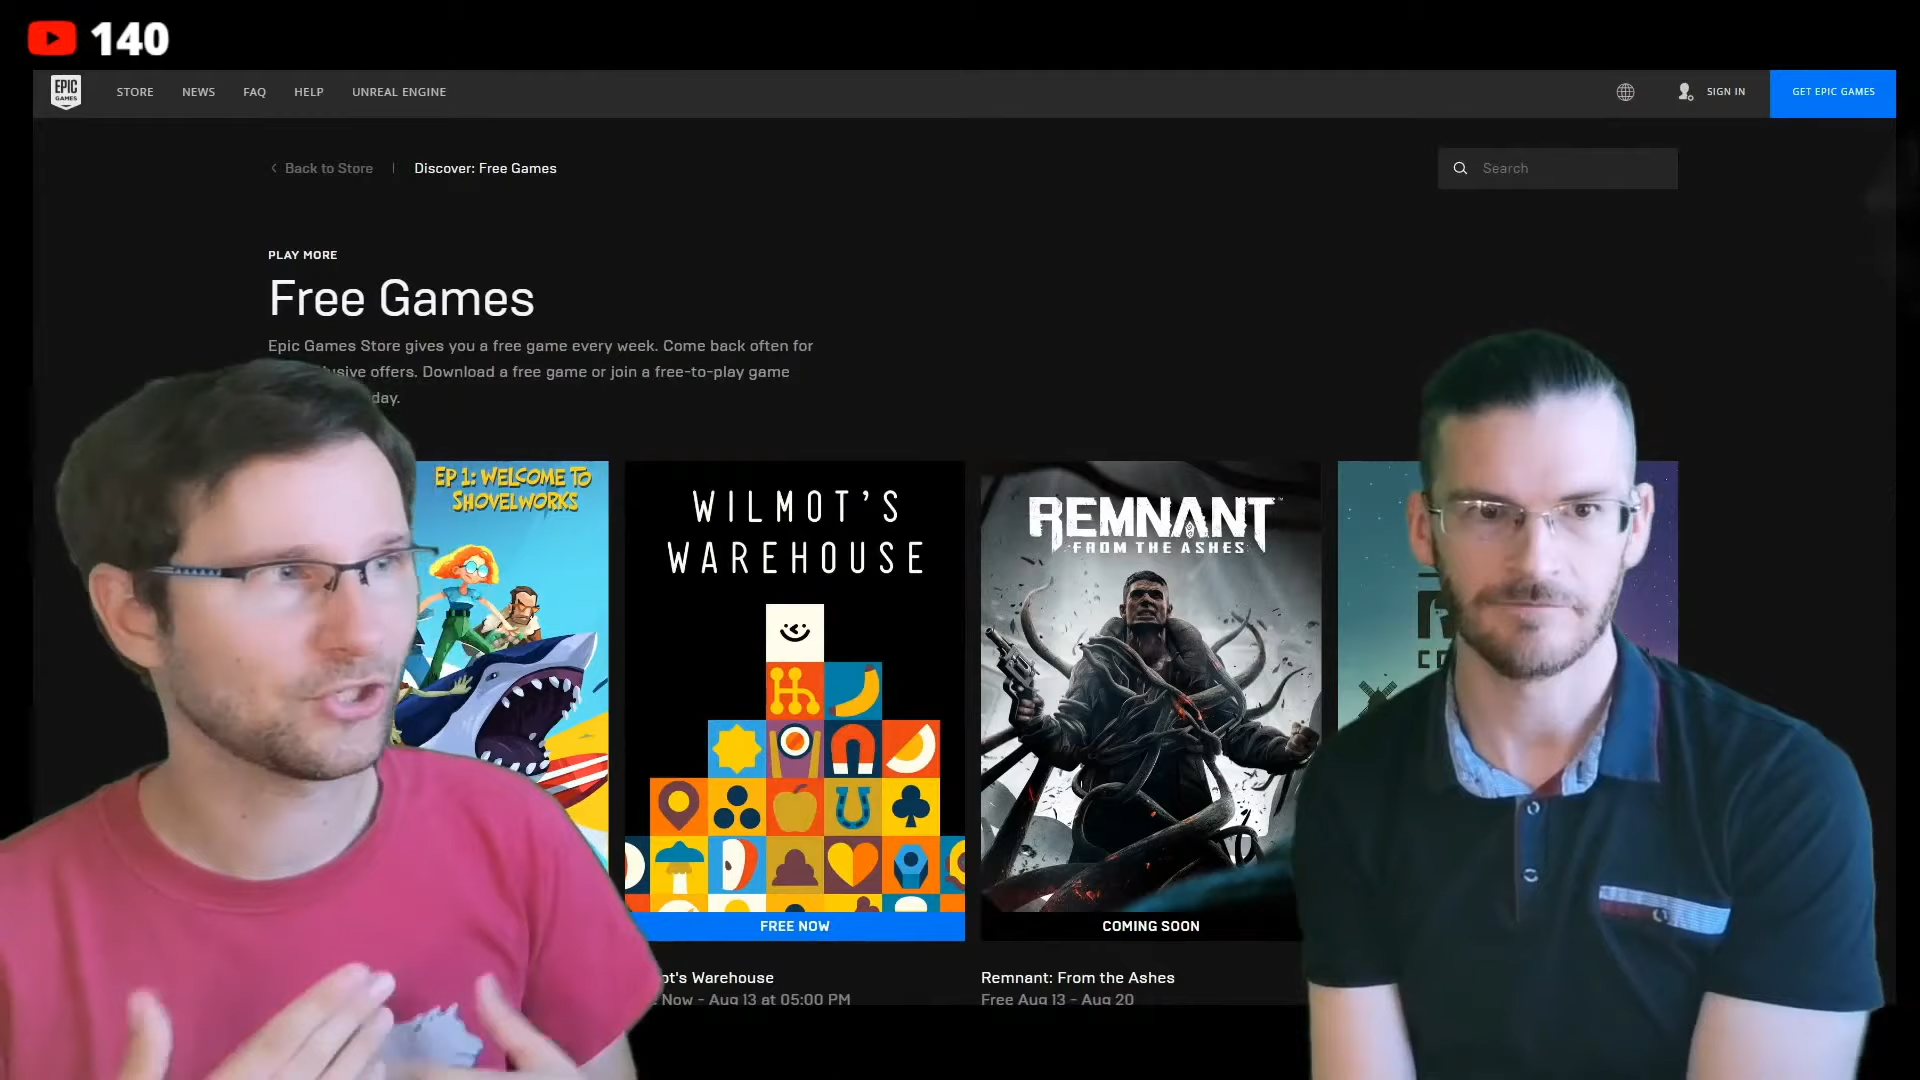 140
EPIC
GAMES
STORE NEWS FAQ HELP UNREAL ENGINE SIGN IN GET EPIC GAMES
Back to Store Discover: Free Games Search
PLAY MORE
Free Games
Epic Games Store gives you a free game every week. Come back often for
offers. Download a free game or join a free-to-play game
day.
EP 1: WELCOME TO
SHOVELWORKS
WILMOT'S
WAREHOUSE
REMNANT
FROM THE ASHES
FREE NOW
COMING SOON
Warehouse
Now - Aug 13 at 05:00 PM
Remnant: From the Ashes
Free Aug 13 - Aug 20